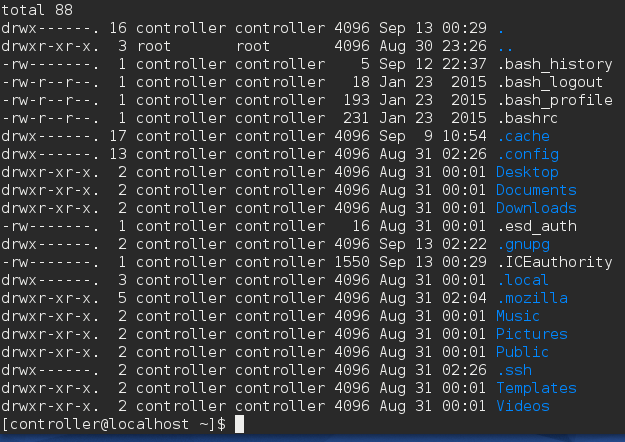 total 88
drwx------. 16 controller controller 4096 Sep 13 00:29 .
drwxr-xr-x.  3 root       root       4096 Aug 30 23:26 ..
-rw-------.  1 controller controller    5 Sep 12 22:37 .bash_history
-rw-r--r--.  1 controller controller   18 Jan 23  2015 .bash_logout
-rw-r--r--.  1 controller controller  193 Jan 23  2015 .bash_profile
-rw-r--r--.  1 controller controller  231 Jan 23  2015 .bashrc
drwx------. 17 controller controller 4096 Sep  9 10:54 .cache
drwx------. 13 controller controller 4096 Aug 31 02:26 .config
drwxr-xr-x.  2 controller controller 4096 Aug 31 00:01 Desktop
drwxr-xr-x.  2 controller controller 4096 Aug 31 00:01 Documents
drwxr-xr-x.  2 controller controller 4096 Aug 31 00:01 Downloads
-rw-------.  1 controller controller   16 Aug 31 00:01 .esd_auth
drwx------.  2 controller controller 4096 Sep 13 02:22 .gnupg
-rw-------.  1 controller controller 1550 Sep 13 00:29 .ICEauthority
drwx------.  3 controller controller 4096 Aug 31 00:01 .local
drwxr-xr-x.  5 controller controller 4096 Aug 31 02:04 .mozilla
drwxr-xr-x.  2 controller controller 4096 Aug 31 00:01 Music
drwxr-xr-x.  2 controller controller 4096 Aug 31 00:01 Pictures
drwxr-xr-x.  2 controller controller 4096 Aug 31 00:01 Public
drwx------.  2 controller controller 4096 Aug 31 02:26 .ssh
drwxr-xr-x.  2 controller controller 4096 Aug 31 00:01 Templates
drwxr-xr-x.  2 controller controller 4096 Aug 31 00:01 Videos
[controller@localhost ~]$